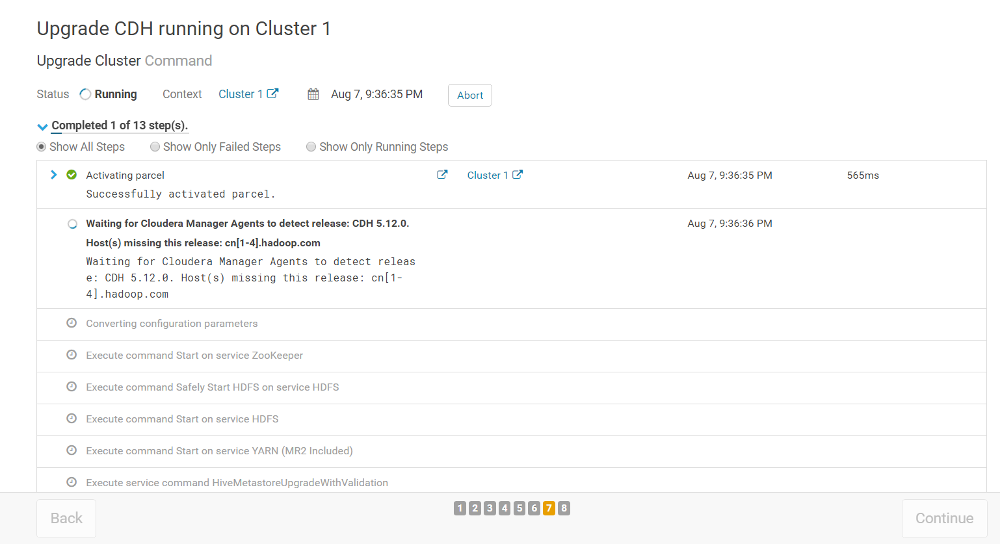 Upgrade CDH running on Cluster 1
Upgrade Cluster Command
Status Running Context Cluster 1 Aug 7, 9:36:35 PM Abort
Completed 1 of 13 step(s).
Show All Steps Show Only Failed Steps Show Only Running Steps
Activating parcel Cluster 1 Aug 7, 9:36:35 PM 565ms
Successfully activated parcel.
Waiting for Cloudera Manager Agents to detect release: CDH 5.12.0. Aug 7, 9:36:36 PM
Host(s) missing this release: cn[1-4].hadoop.com
Waiting for Cloudera Manager Agents to detect releas
e: CDH 5.12.0. Host(s) missing this release: cn[1-
4].hadoop.com
Converting configuration parameters
Execute command Start on service ZooKeeper
Execute command Safely Start HDFS on service HDFS
Execute command Start on service HDFS
Execute command Start on service YARN (MR2 Included)
Execute service command HiveMetastoreUpgradeWithValidation
Back 1 2 3 4 5 6 7 8 Continue